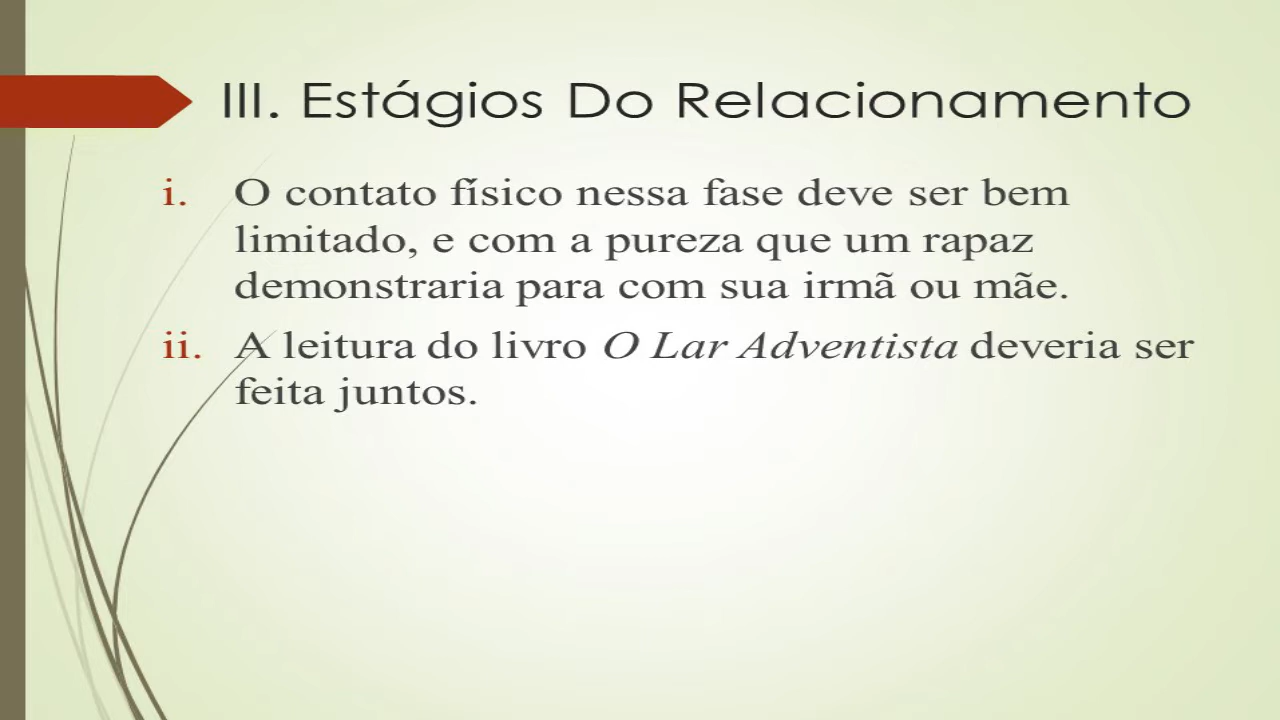 III. Estágios Do Relacionamento
i. O contato físico nessa fase deve ser bem
limitado, e com a pureza que um rapaz
demonstraria para com sua irmã ou mãe.
ii. A leitura do livro O Lar Adventista deveria ser
feita juntos.